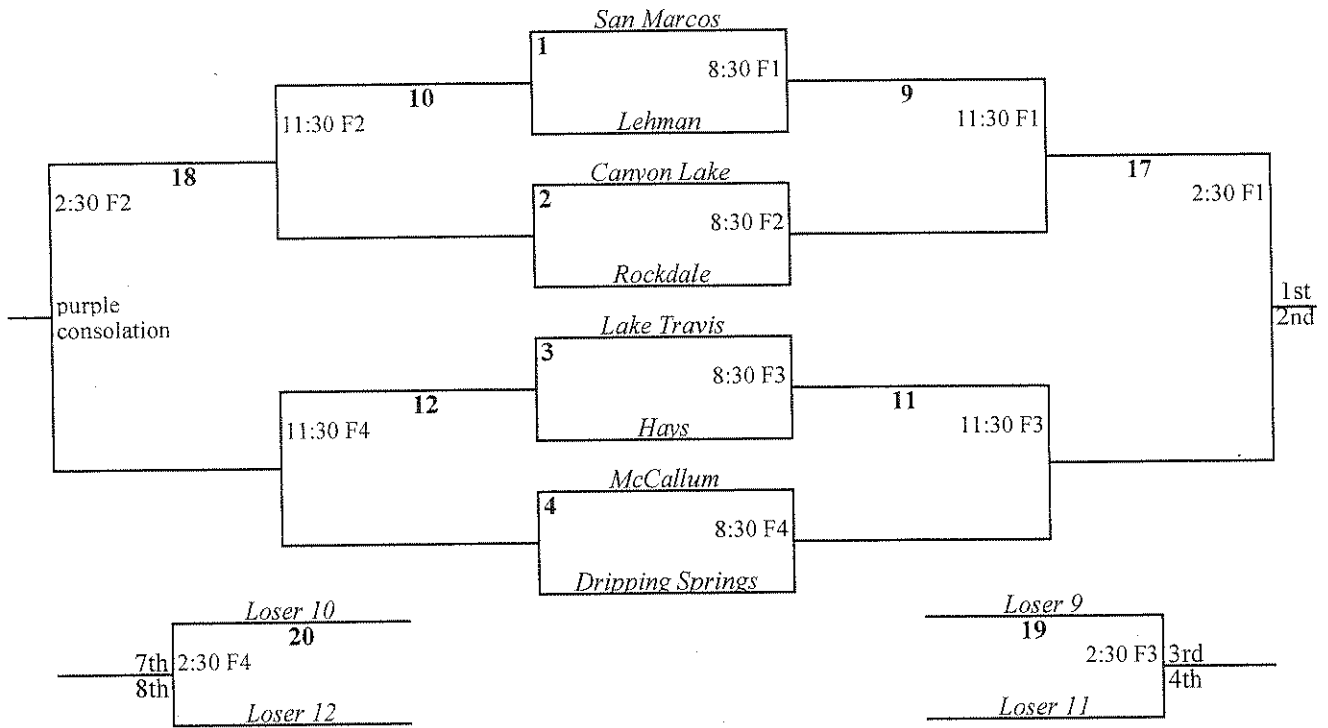 San Marcos
1
8:30 F1
10
9
11:30 F2
Lehman
11:30 F1
18
Canyon Lake
17
2:30 F2
2
2:30 F1
8:30 F2
Rockdale
purple
consolation
1st
2nd
Lake Travis
3
8:30 F3
12
11
11:30 F4
Hays
11:30 F3
McCallum
4
8:30 F4
Dripping Springs
Loser 10
20
7th 2:30 F4
8th
Loser 12
Loser 9
19
2:30 F3 3rd
4th
Loser 11